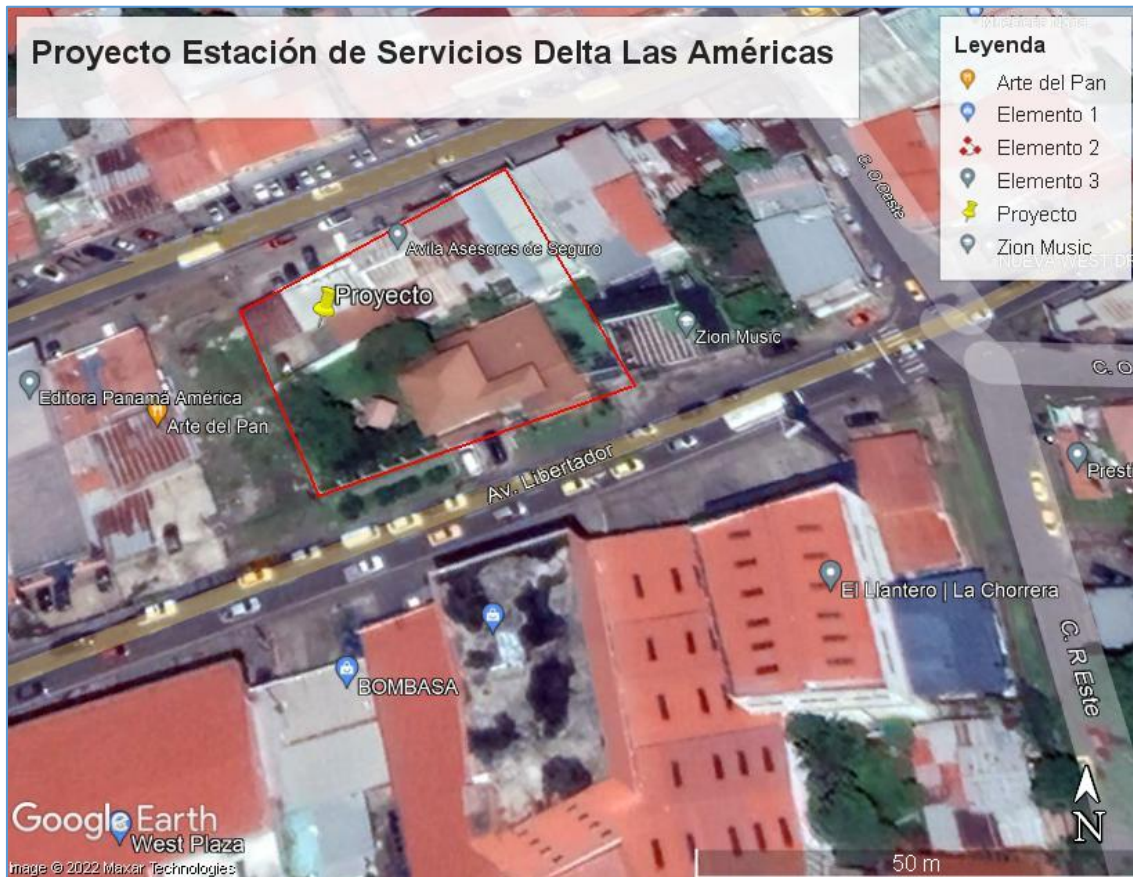 Proyecto Estación de Servicios Delta Las Américas
Leyenda
Arte del Pan
Elemento 1
Elemento 2
Elemento 3
Proyecto
Zion Music
C. O Oeste
Avila Asesores de Seguro
Proyecto
Zion Music
C. O
Editora Panamá América
Arte del Pan
Av. Libertador
Prest
El Llantero | La Chorrera
C. R Este
BOMBASA
Google Earth
West Plaza
Image © 2022 Maxar Technologies
N
50 m